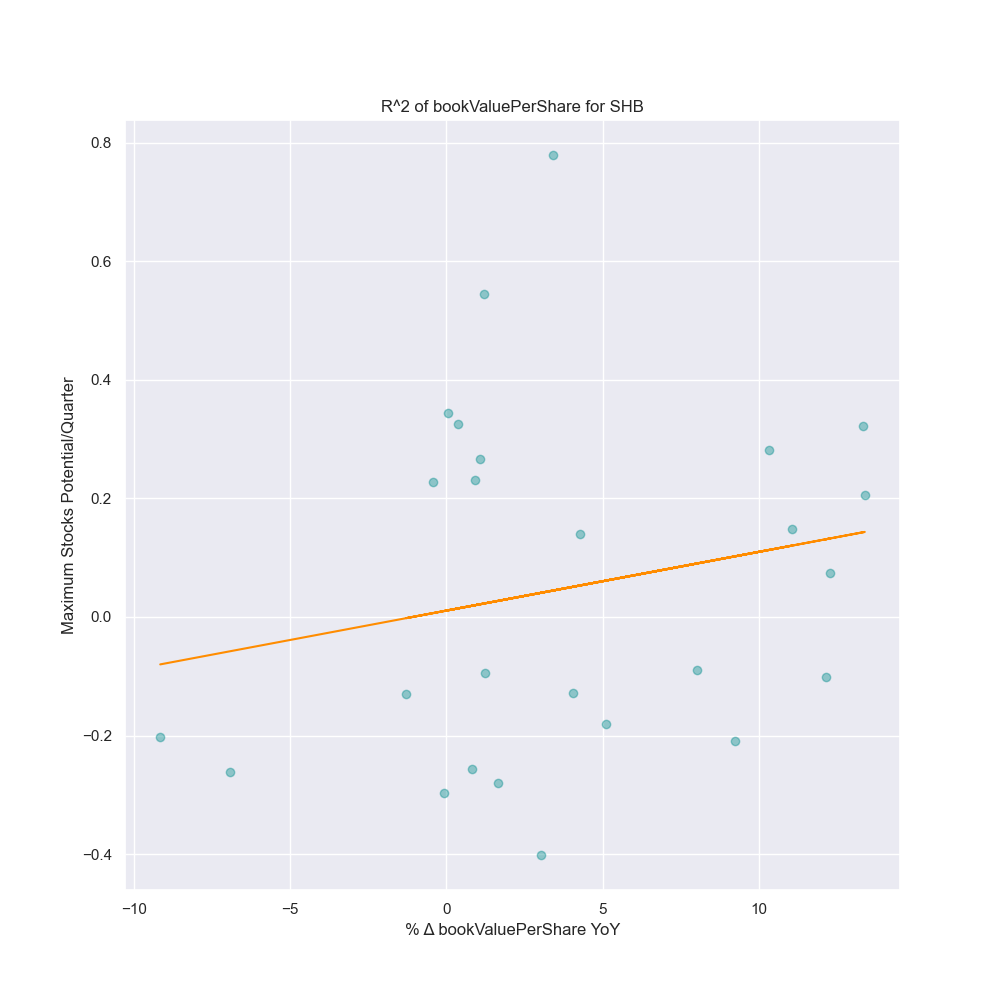 R^2 of bookValuePerShare for SHB
Maximum Stocks Potential/Quarter
0.8
0.6
0.4
0.2
0.0
−0.2
−0.4
−10 −5 0 5 10
% Δ bookValuePerShare YoY